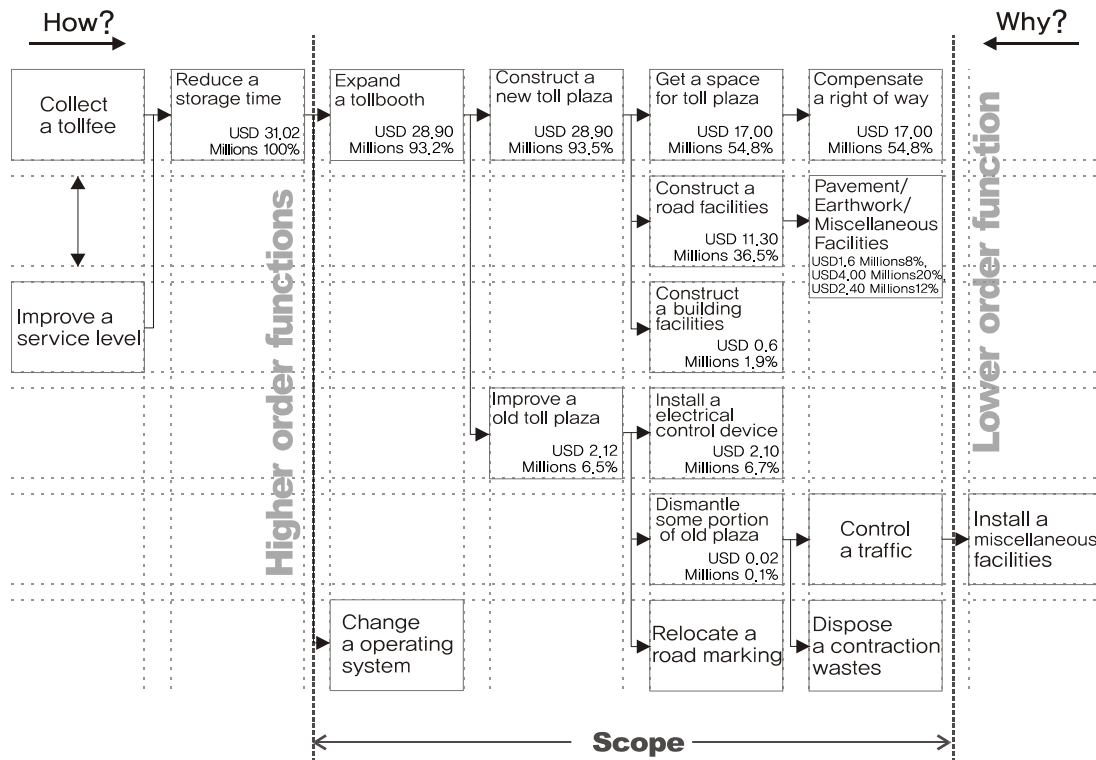 How?
Why?
Collect
a tollfee
Reduce a
storage time
USD 31.02
Millions 100%
Expand
a tollbooth
USD 28.90
Millions 93.2%
Construct a
new toll plaza
USD 28.90
Millions 93.5%
Get a space
for toll plaza
USD 17.00
Millions 54.8%
Compensate
a right of way
USD 17.00
Millions 54.8%
Construct a
road facilities
USD 11.30
Millions 36.5%
Pavement/
Earthwork/
Miscellaneous
Facilities
USD1.6 Millions8%,
USD4.00 Millions20%,
USD2.40 Millions12%
Improve a
service level
Construct
a building
facilities
USD 0.6
Millions 1.9%
Improve a
old toll plaza
USD 2.12
Millions 6.5%
Install a
electrical
control device
USD 2.10
Millions 6.7%
Dismantle
some portion
of old plaza
USD 0.02
Millions 0.1%
Control
a traffic
Install a
miscellaneous
facilities
Change
a operating
system
Relocate a
road marking
Dispose
a contraction
wastes
Higher order functions
Lower order function
Scope